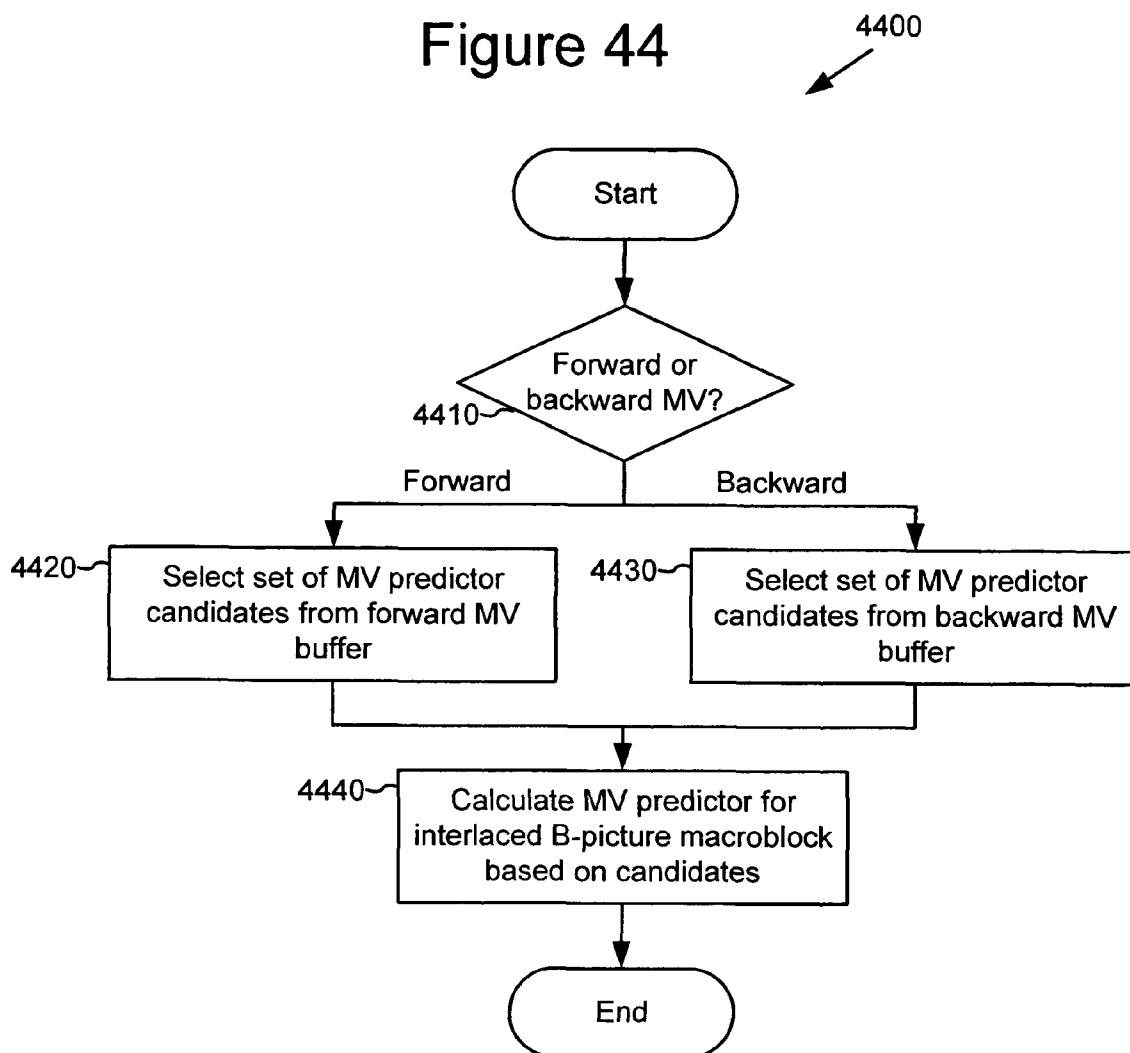 Figure 44
4400
Start
Forward or
backward MV?
4410
Forward
Backward
4420
Select set of MV predictor
candidates from forward MV
buffer
4430
Select set of MV predictor
candidates from backward MV
buffer
4440
Calculate MV predictor for
interlaced B-picture macroblock
based on candidates
End